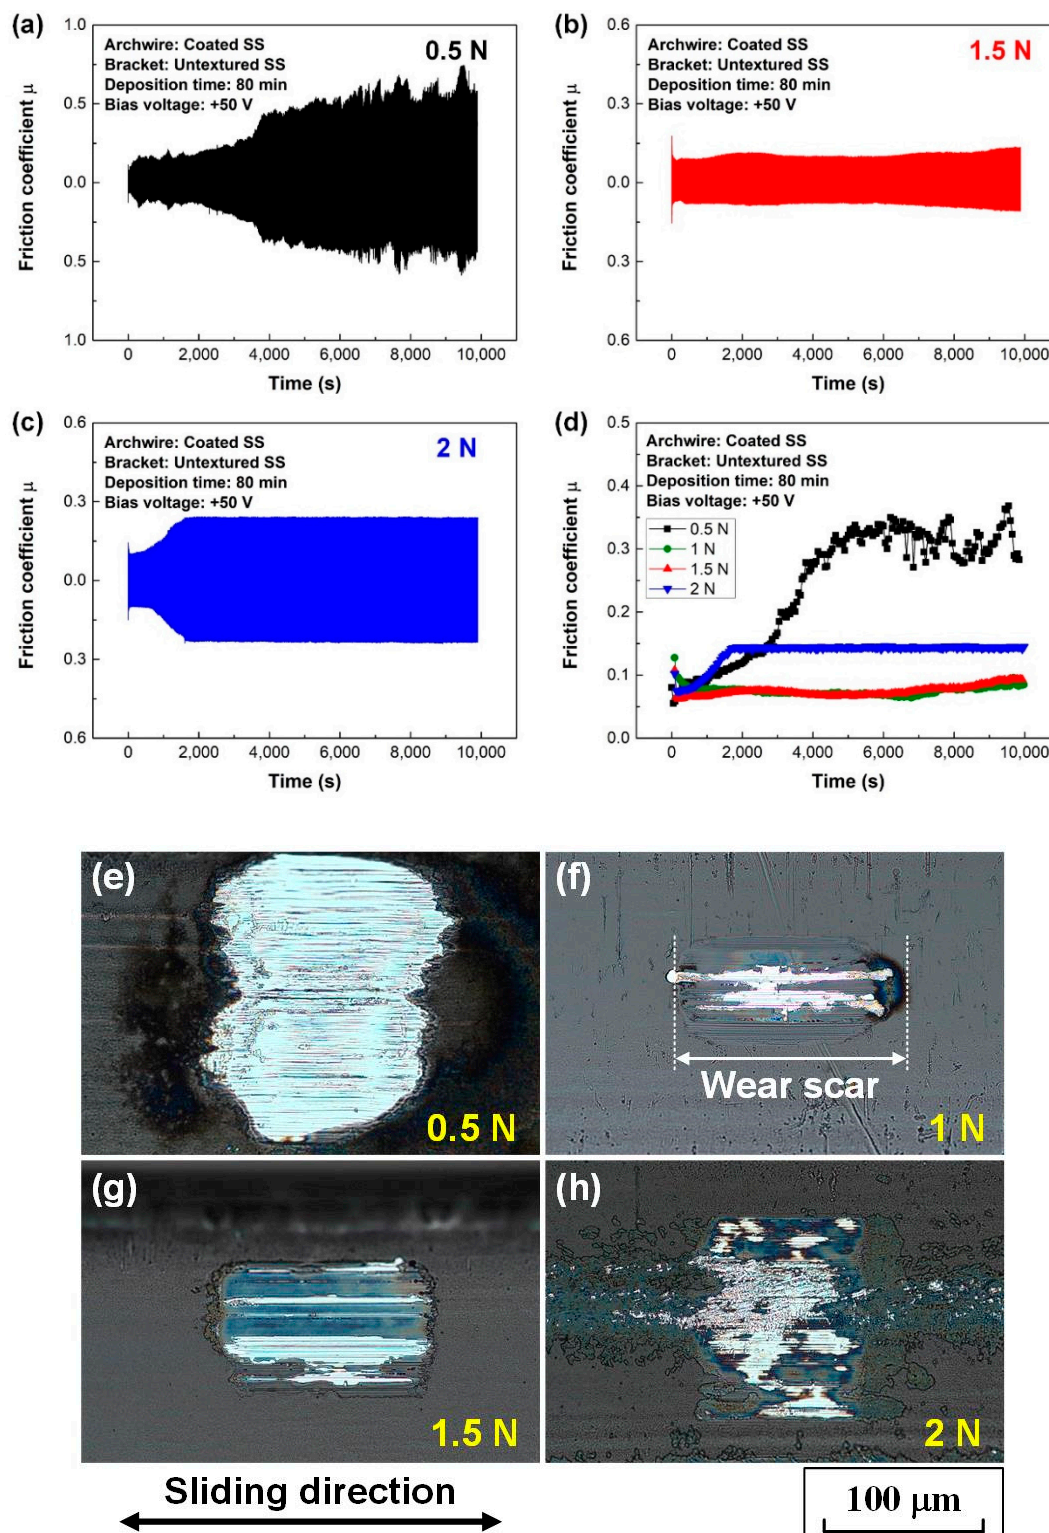 (a)
Archwire: Coated SS
Bracket: Untextured SS
Deposition time: 80 min
Bias voltage: +50 V
0.5 N
1.0
0.5
0.0
0.5
1.0
Friction coefficient μ
0 2,000 4,000 6,000 8,000 10,000
Time (s)
(b)
Archwire: Coated SS
Bracket: Untextured SS
Deposition time: 80 min
Bias voltage: +50 V
1.5 N
0.6
0.3
0.0
0.3
0.6
Friction coefficient μ
0 2,000 4,000 6,000 8,000 10,000
Time (s)
(c)
Archwire: Coated SS
Bracket: Untextured SS
Deposition time: 80 min
Bias voltage: +50 V
2 N
0.6
0.3
0.0
0.3
0.6
Friction coefficient μ
0 2,000 4,000 6,000 8,000 10,000
Time (s)
(d)
Archwire: Coated SS
Bracket: Untextured SS
Deposition time: 80 min
Bias voltage: +50 V
0.5 N
1 N
1.5 N
2 N
0.5
0.4
0.3
0.2
0.1
0.0
Friction coefficient μ
0 2,000 4,000 6,000 8,000 10,000
Time (s)
(e)
0.5 N
(f)
Wear scar
1 N
(g)
1.5 N
(h)
2 N
Sliding direction
100 μm